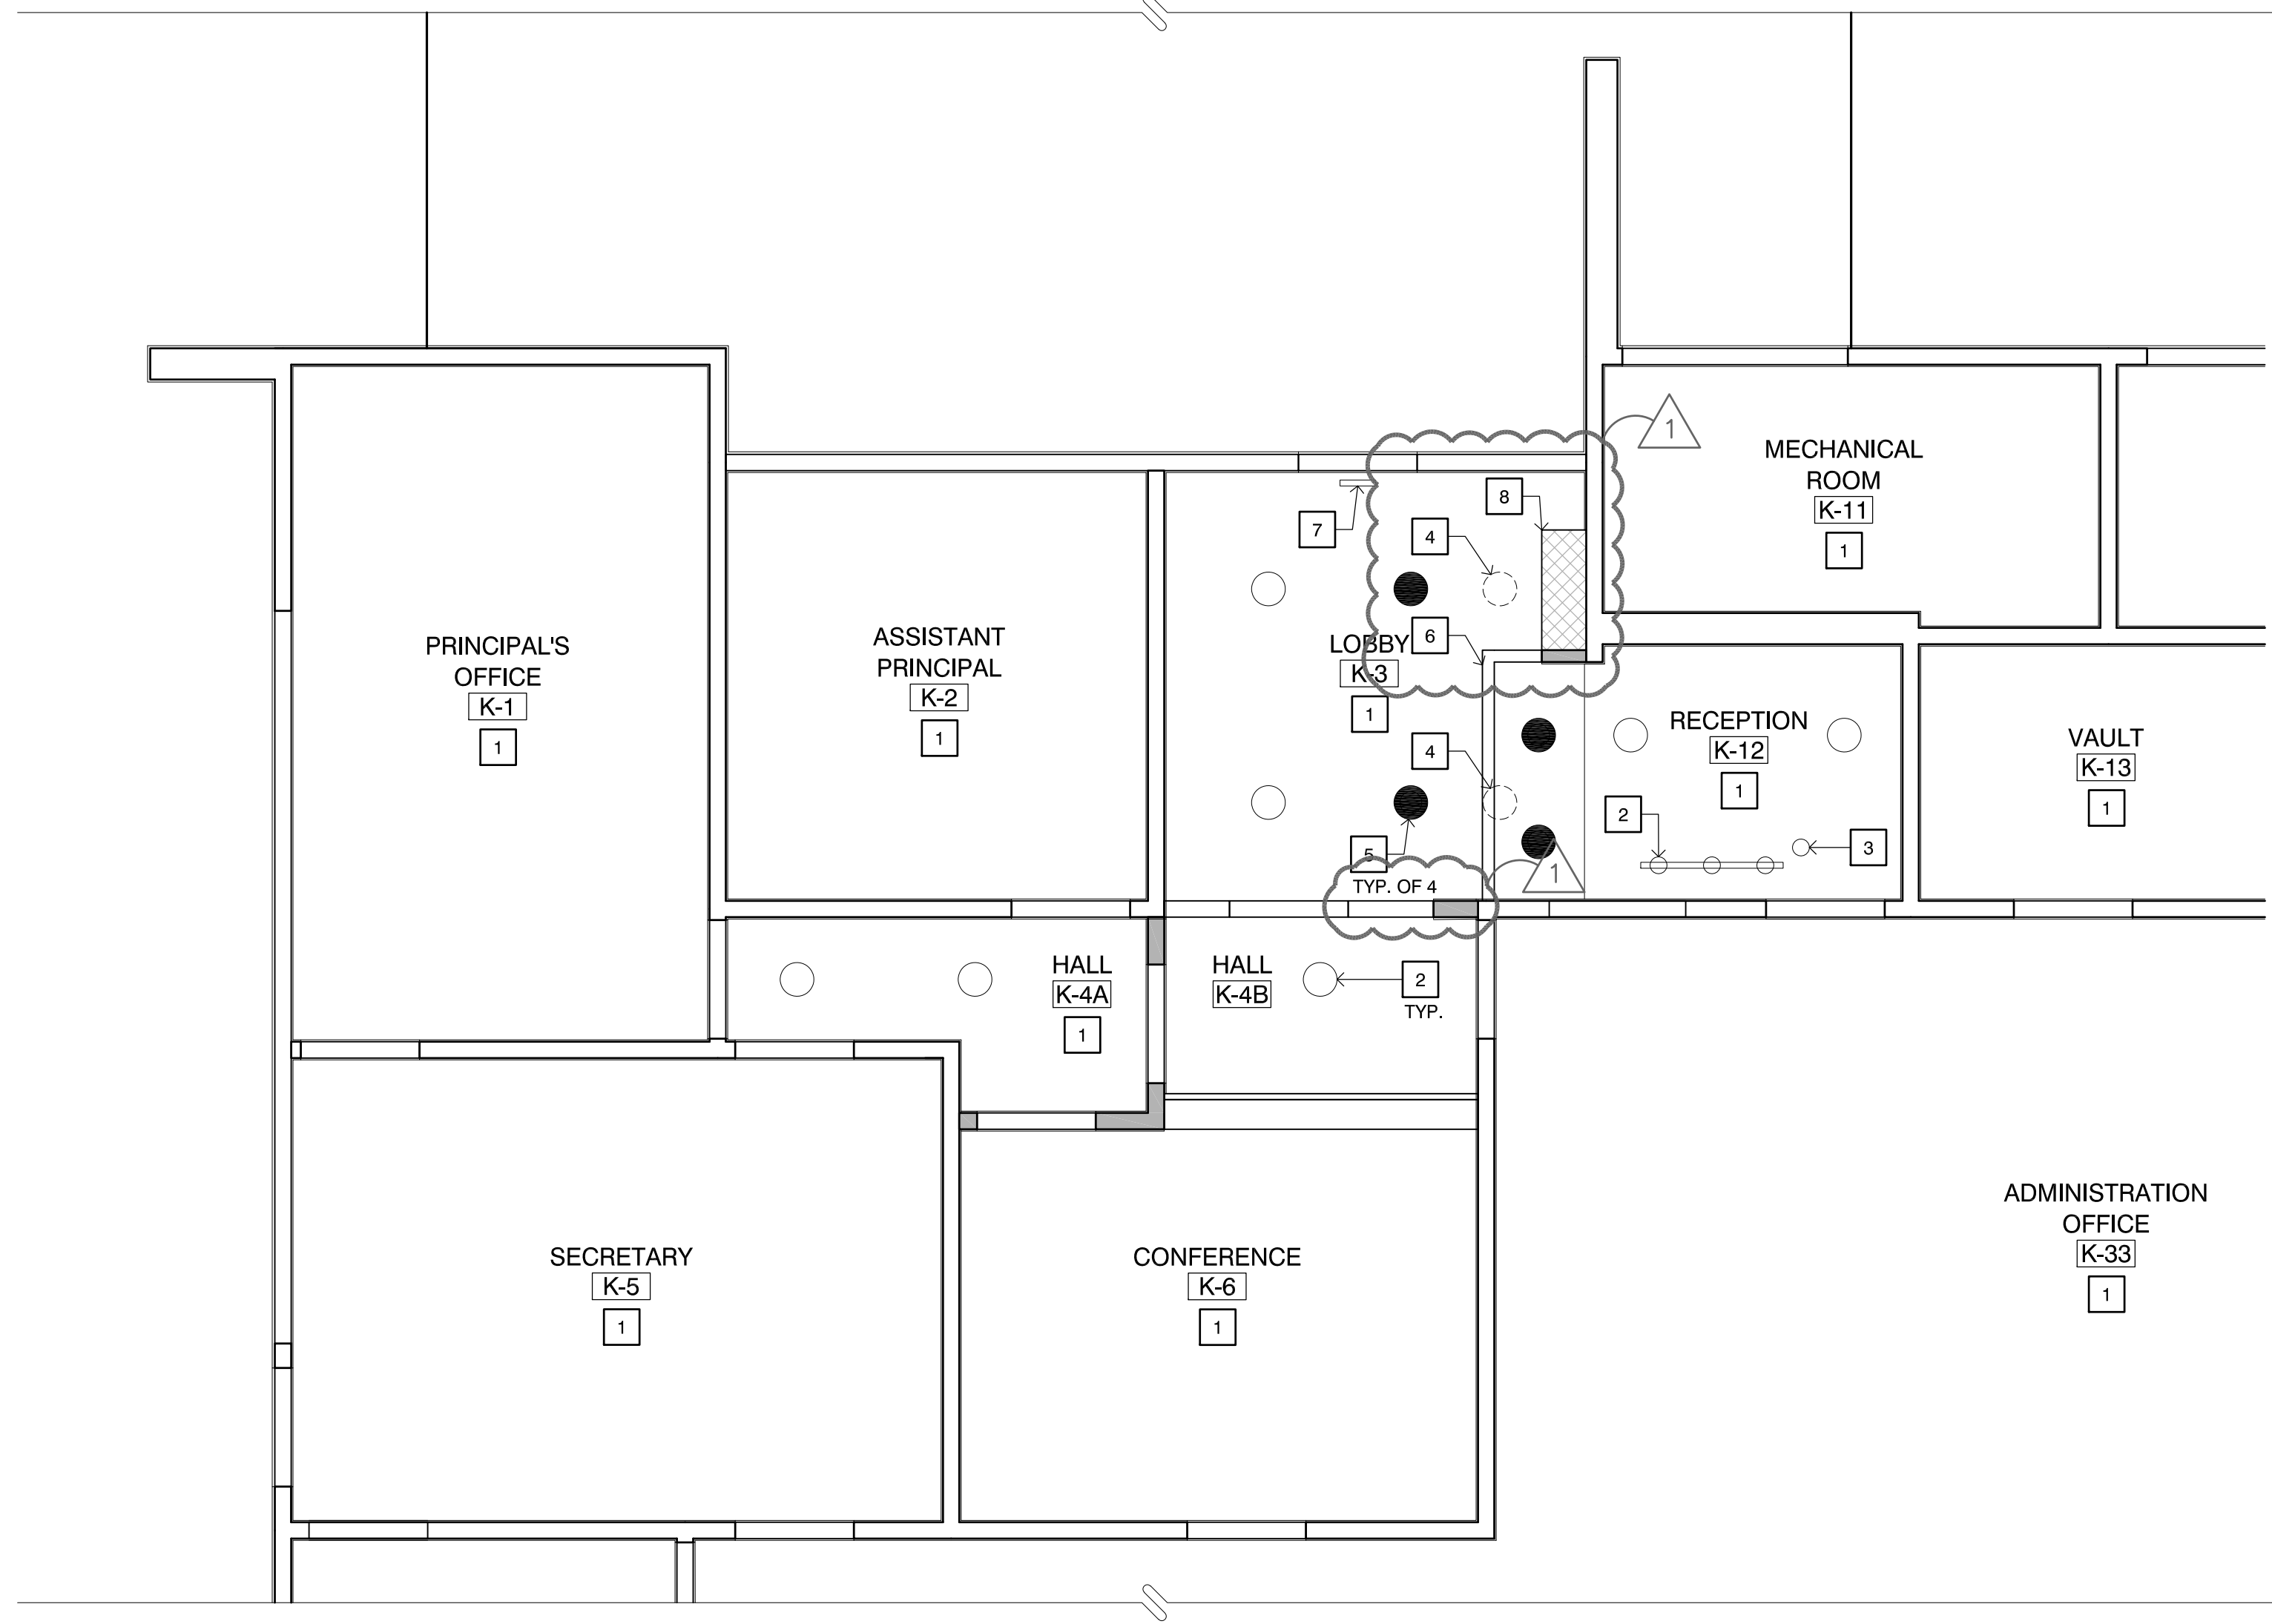 1
MECHANICAL
ROOM
K-11
1
8
7
4
PRINCIPAL'S
OFFICE
K-1
1
ASSISTANT
PRINCIPAL
K-2
1
6
LOBBY
K-3
1
4
5
TYP. OF 4
1
RECEPTION
K-12
1
2
3
VAULT
K-13
1
HALL
K-4A
1
HALL
K-4B
2
TYP.
SECRETARY
K-5
1
CONFERENCE
K-6
1
ADMINISTRATION
OFFICE
K-33
1